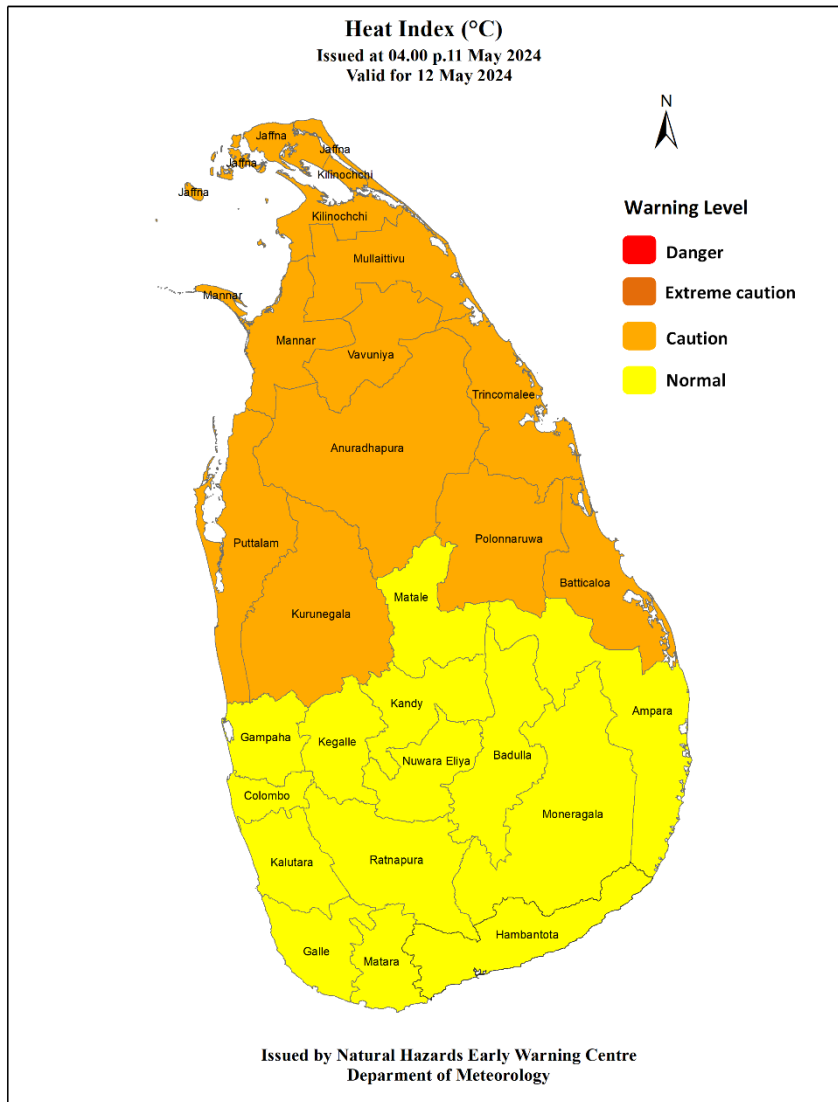 Heat Index (°C)
Issued at 04.00 p.11 May 2024
Valid for 12 May 2024
N
Warning Level
Danger
Extreme caution
Caution
Normal
Jaffna
Jaffna
Jaffna
Kilinochchi
Jaffna
Kilinochchi
Mullaittivu
Mannar
Mannar
Vavuniya
Trincomalee
Anuradhapura
Puttalam
Polonnaruwa
Batticaloa
Matale
Kurunegala
Kandy
Ampara
Gampaha
Kegalle
Nuwara Eliya
Badulla
Colombo
Moneragala
Kalutara
Ratnapura
Hambantota
Galle
Matara
Issued by Natural Hazards Early Warning Centre
Deparment of Meteorology